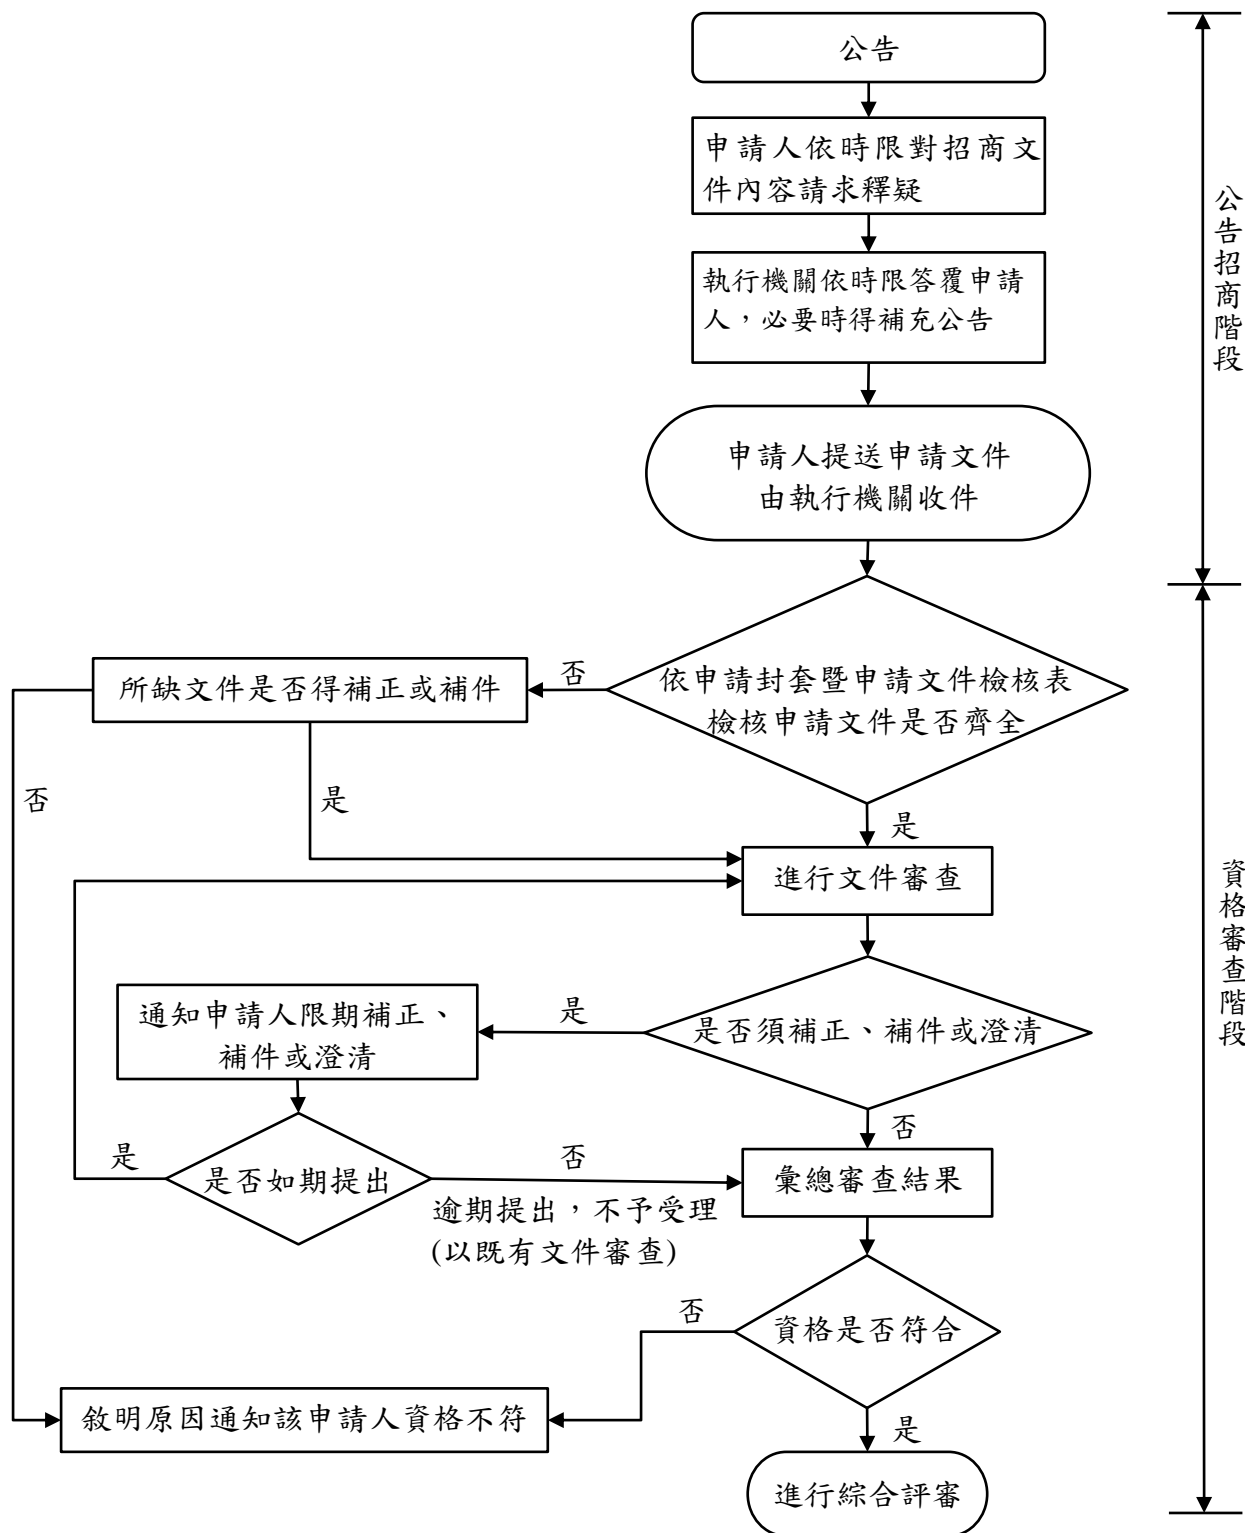 公告
申請人依時限對招商文
件內容請求釋疑
執行機關依時限答覆申請
人，必要時得補充公告
申請人提送申請文件
由執行機關收件
公告招商階段
依申請封套暨申請文件檢核表
檢核申請文件是否齊全
否
所缺文件是否得補正或補件
否
是
是
進行文件審查
資格審查階段
是否須補正、補件或澄清
是
通知申請人限期補正、
補件或澄清
否
是否如期提出
是
否
逾期提出，不予受理
(以既有文件審查)
彙總審查結果
資格是否符合
否
敘明原因通知該申請人資格不符
是
進行綜合評審